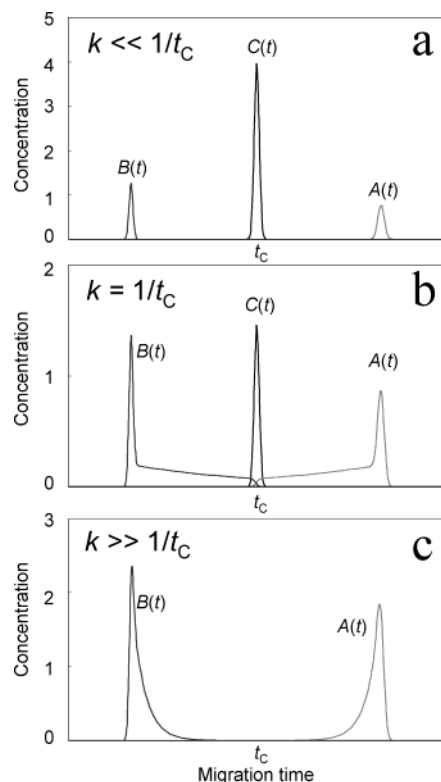 5
4
3
2
1
0
Concentration
k << 1/tC
a
B(t)
C(t)
A(t)
tC
2
1
0
Concentration
k = 1/tC
b
B(t)
C(t)
A(t)
tC
3
2
1
0
Concentration
k >> 1/tC
c
B(t)
A(t)
tC
Migration time